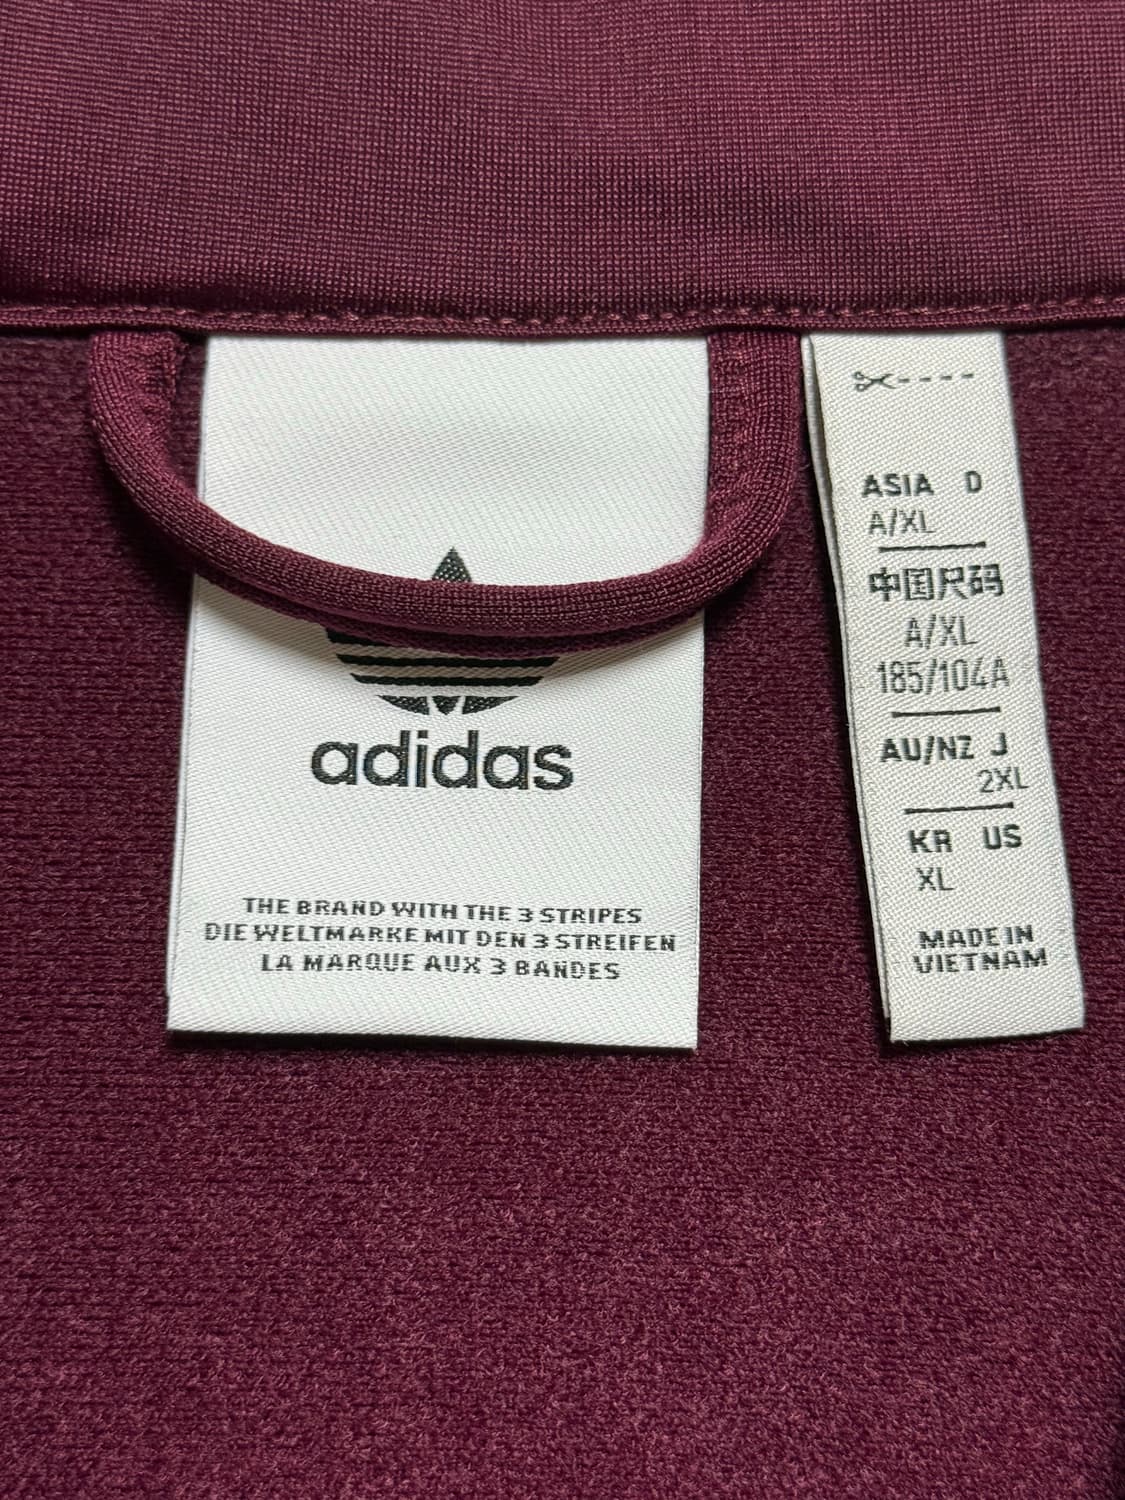 adidas
THE BRAND WITH THE 3 STRIPES
DIE WELTMARKE MIT DEN 3 STREIFEN
LA MARQUE AUX 3 BANDES
ASIA D
A/XL
中国尺码
A/XL
185/104A
AU/NZ J
2XL
KR US
XL
MADE IN
VIETNAM